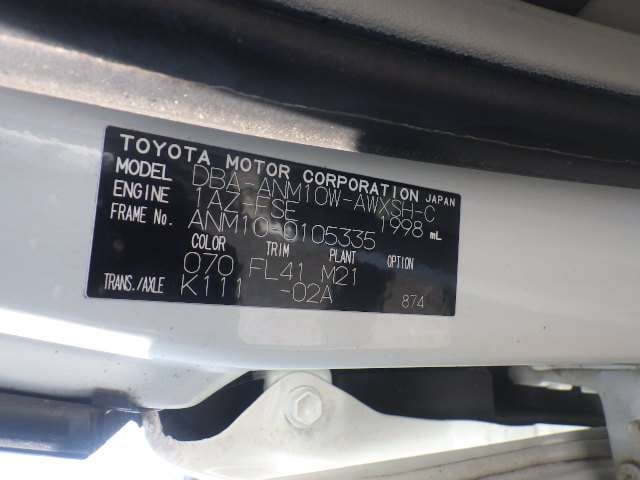 TOYOTA MOTOR CORPORATION JAPAN
MODEL DBA-ANM10W-AWXSH-C
ENGINE 1AZ-FSE 1998 mL
FRAME No. ANM10-0105335
COLOR TRIM PLANT OPTION
070 FL41 M21
TRANS./AXLE K111 -02A 874